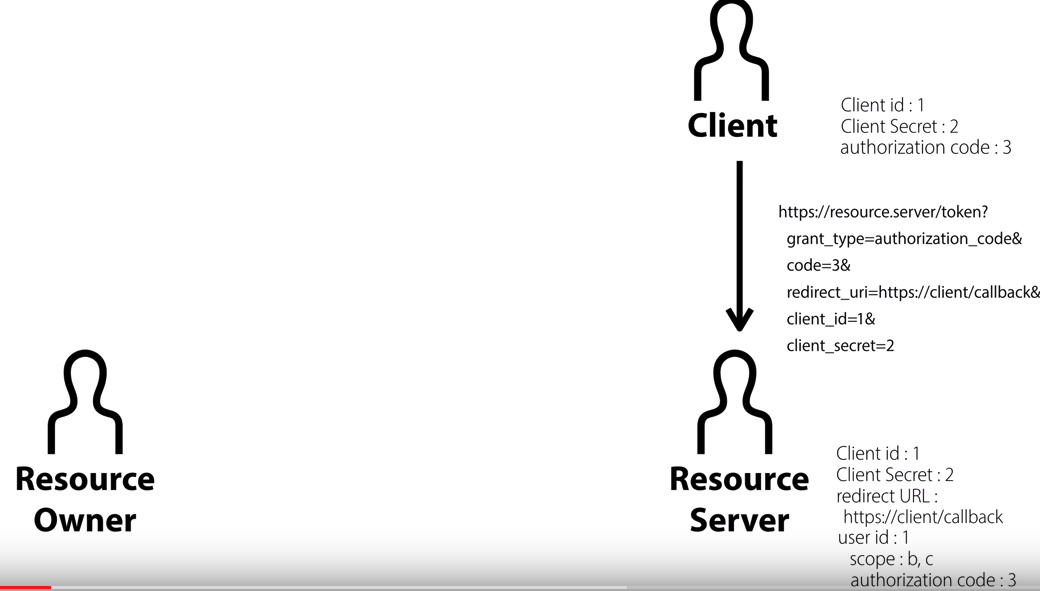 Client
Client id : 1
Client Secret : 2
authorization code : 3
https://resource.server/token?
grant_type=authorization_code&
code=3&
redirect_uri=https://client/callback&
client_id=1&
client_secret=2
Resource
Owner
Resource
Server
Client id : 1
Client Secret : 2
redirect URL :
https://client/callback
user id : 1
scope : b, c
authorization code : 3